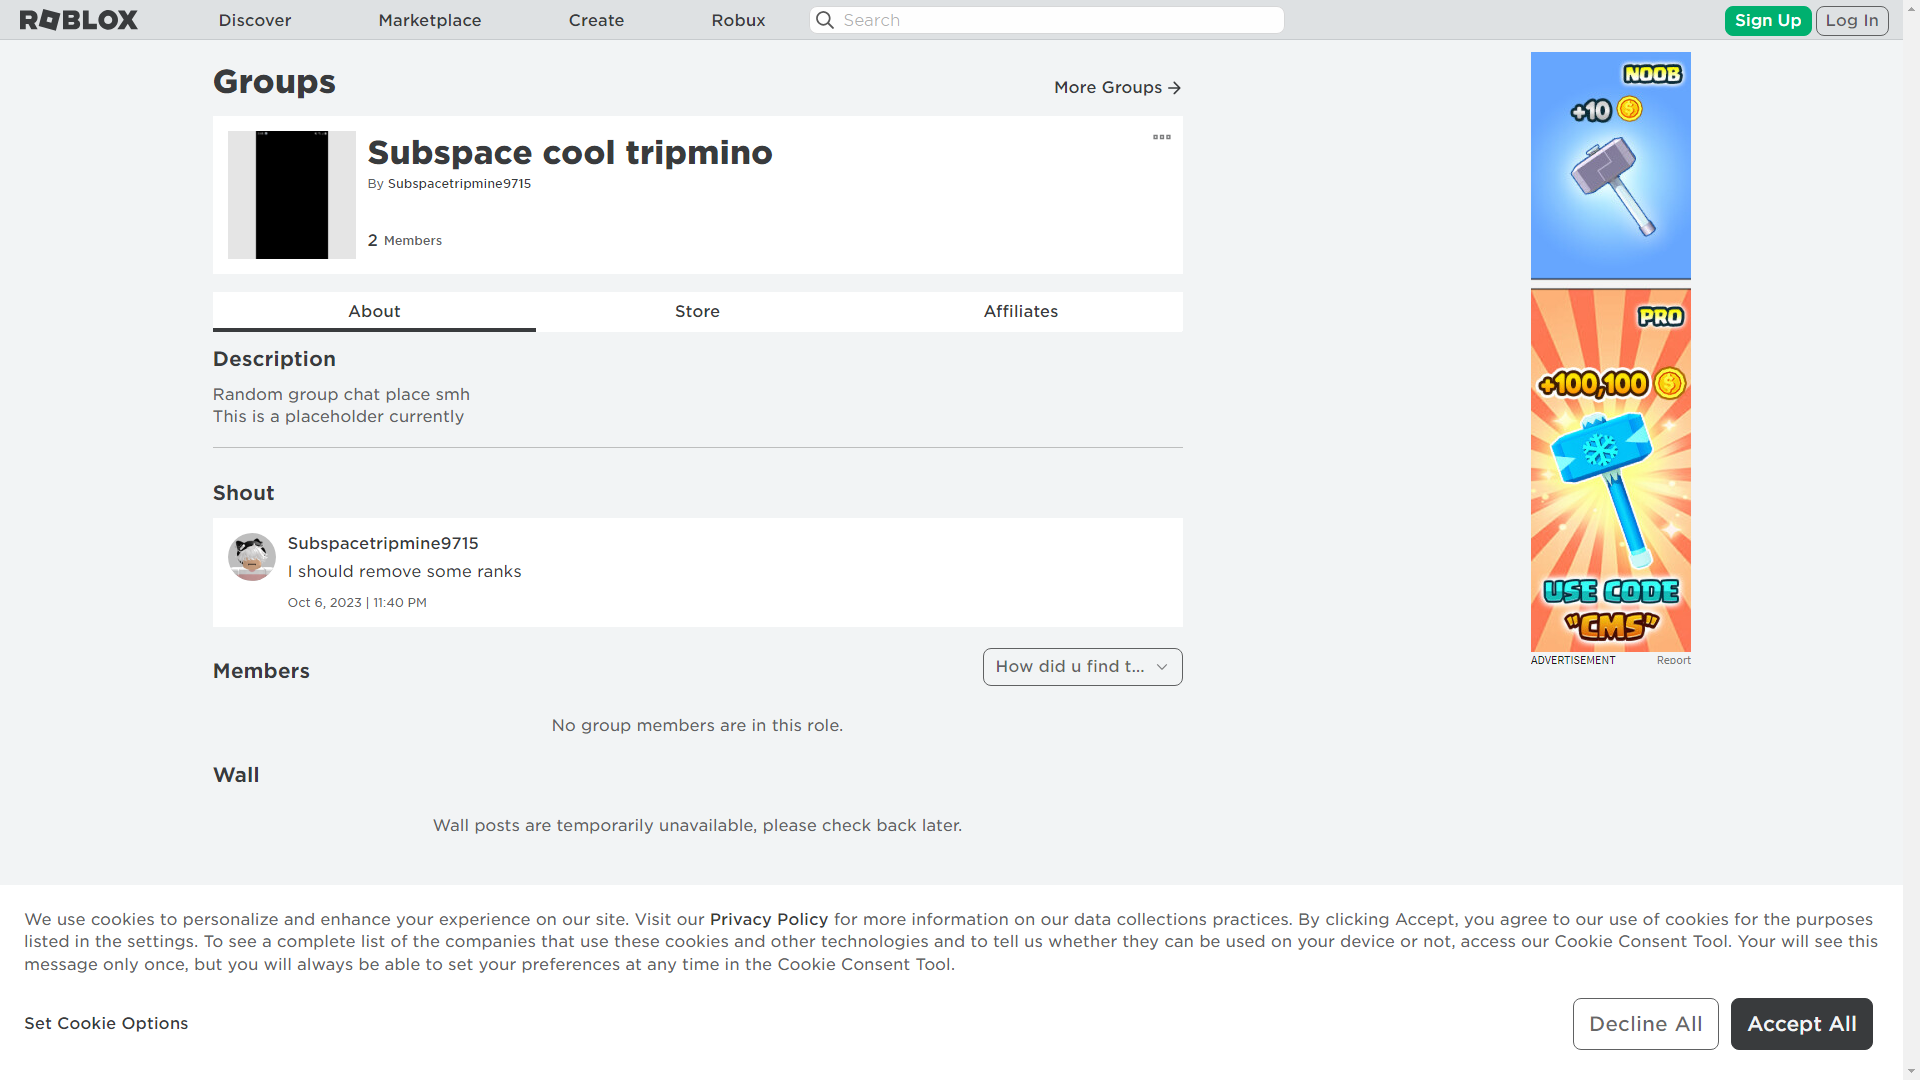 ROBLOX
Discover
Marketplace
Create
Robux
Search
Sign Up
Log In
Groups
More Groups
Subspace cool tripmino
By Subspacetripmine9715
2 Members
About
Store
Affiliates
Description
Random group chat place smh
This is a placeholder currently
Shout
Subspacetripmine9715
I should remove some ranks
Oct 6, 2023 | 11:40 PM
Members
How did u find t...
No group members are in this role.
Wall
Wall posts are temporarily unavailable, please check back later.
NOOB
+10
PRO
+100,100
USE CODE
"CMS"
ADVERTISEMENT
Report
We use cookies to personalize and enhance your experience on our site. Visit our Privacy Policy for more information on our data collections practices. By clicking Accept, you agree to our use of cookies for the purposes
listed in the settings. To see a complete list of the companies that use these cookies and other technologies and to tell us whether they can be used on your device or not, access our Cookie Consent Tool. Your will see this
message only once, but you will always be able to set your preferences at any time in the Cookie Consent Tool.
Set Cookie Options
Decline All
Accept All